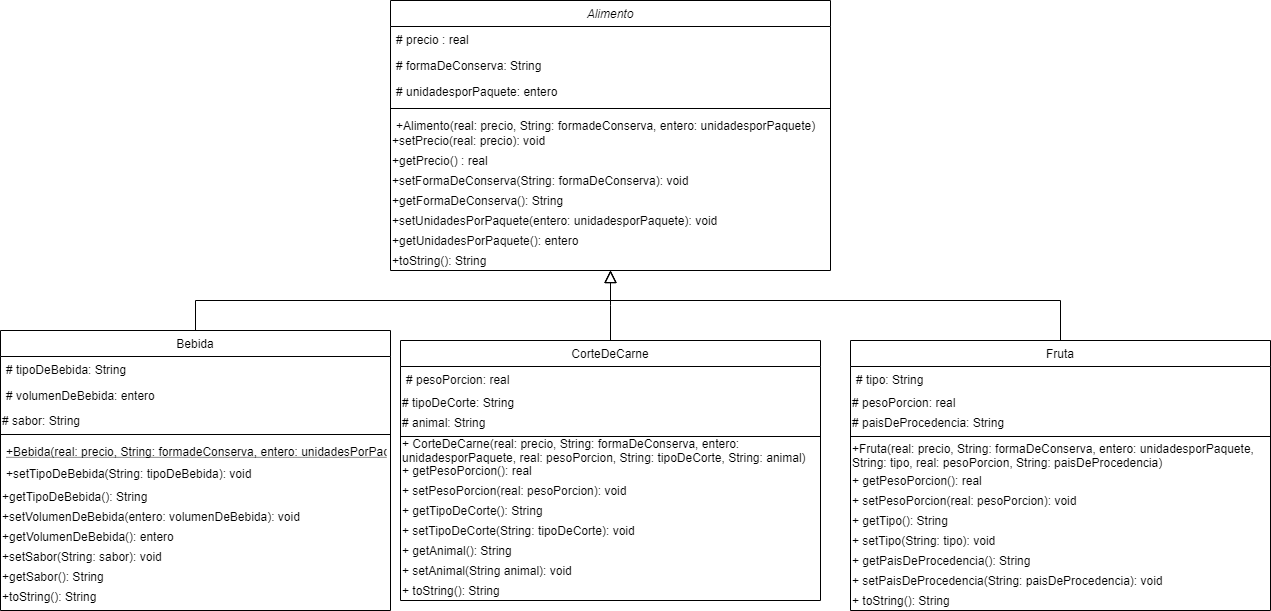 Alimento
# precio : real
# formaDeConserva: String
# unidadesporPaquete: entero
+Alimento(real: precio, String: formadeConserva, entero: unidadesporPaquete)
+setPrecio(real: precio): void
+getPrecio() : real
+setFormaDeConserva(String: formaDeConserva): void
+getFormaDeConserva(): String
+setUnidadesPorPaquete(entero: unidadesporPaquete): void
+getUnidadesPorPaquete(): entero
+toString(): String
Bebida
# tipoDeBebida: String
# volumenDeBebida: entero
# sabor: String
+Bebida(real: precio, String: formadeConserva, entero: unidadesPorPac
+setTipoDeBebida(String: tipoDeBebida): void
+getTipoDeBebida(): String
+setVolumenDeBebida(entero: volumenDeBebida): void
+getVolumenDeBebida(): entero
+setSabor(String: sabor): void
+getSabor(): String
+toString(): String
CorteDeCarne
# pesoPorcion: real
# tipoDeCorte: String
# animal: String
+ CorteDeCarne(real: precio, String: formaDeConserva, entero:
unidadesporPaquete, real: pesoPorcion, String: tipoDeCorte, String: animal)
+ getPesoPorcion(): real
+ setPesoPorcion(real: pesoPorcion): void
+ getTipoDeCorte(): String
+ setTipoDeCorte(String: tipoDeCorte): void
+ getAnimal(): String
+ setAnimal(String animal): void
+ toString(): String
Fruta
# tipo: String
# pesoPorcion: real
# paisDeProcedencia: String
+Fruta(real: precio, String: formaDeConserva, entero: unidadesporPaquete,
String: tipo, real: pesoPorcion, String: paisDeProcedencia)
+ getPesoPorcion(): real
+ setPesoPorcion(real: pesoPorcion): void
+ getTipo(): String
+ setTipo(String: tipo): void
+ getPaisDeProcedencia(): String
+ setPaisDeProcedencia(String: paisDeProcedencia): void
+ toString(): String